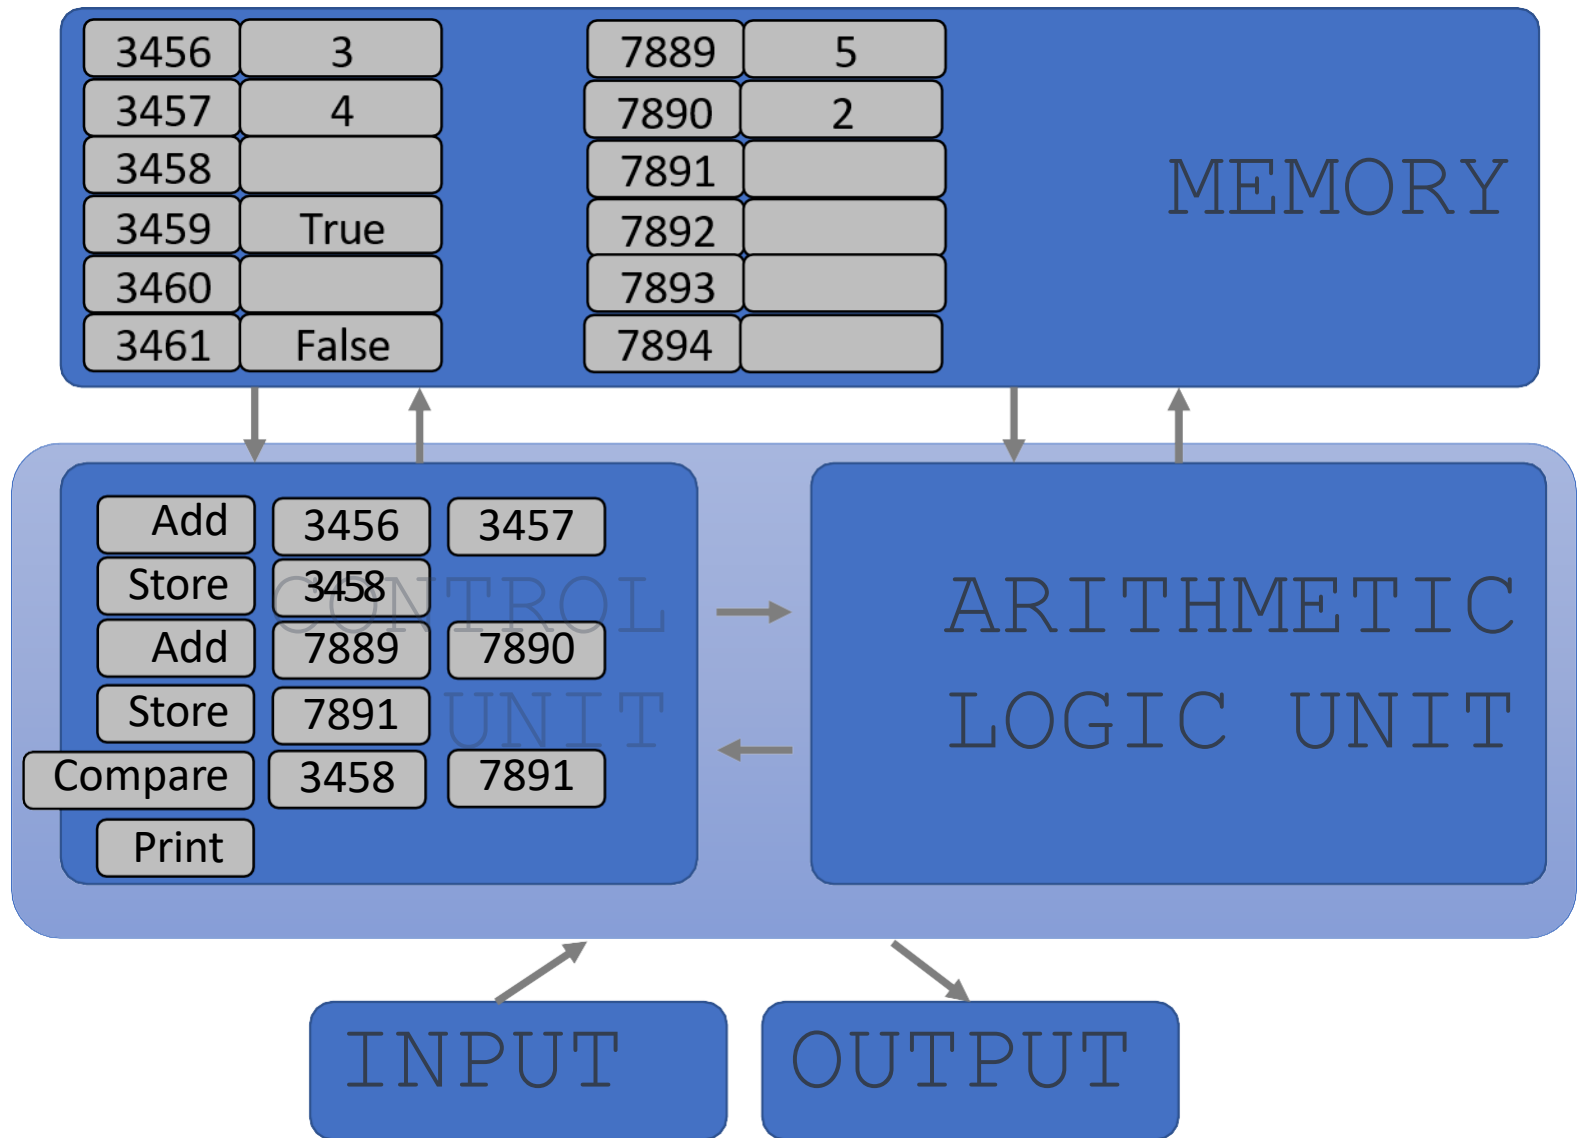 3456 3 7889 5
3457 4 7890 2
3458 7891
3459 True 7892
3460 7893
3461 False 7894
MEMORY
Add 3456 3457
Store 3458
Add 7889 7890
Store 7891
Compare 3458 7891
Print
CONTROL
UNIT
ARITHMETIC
LOGIC UNIT
INPUT
OUTPUT